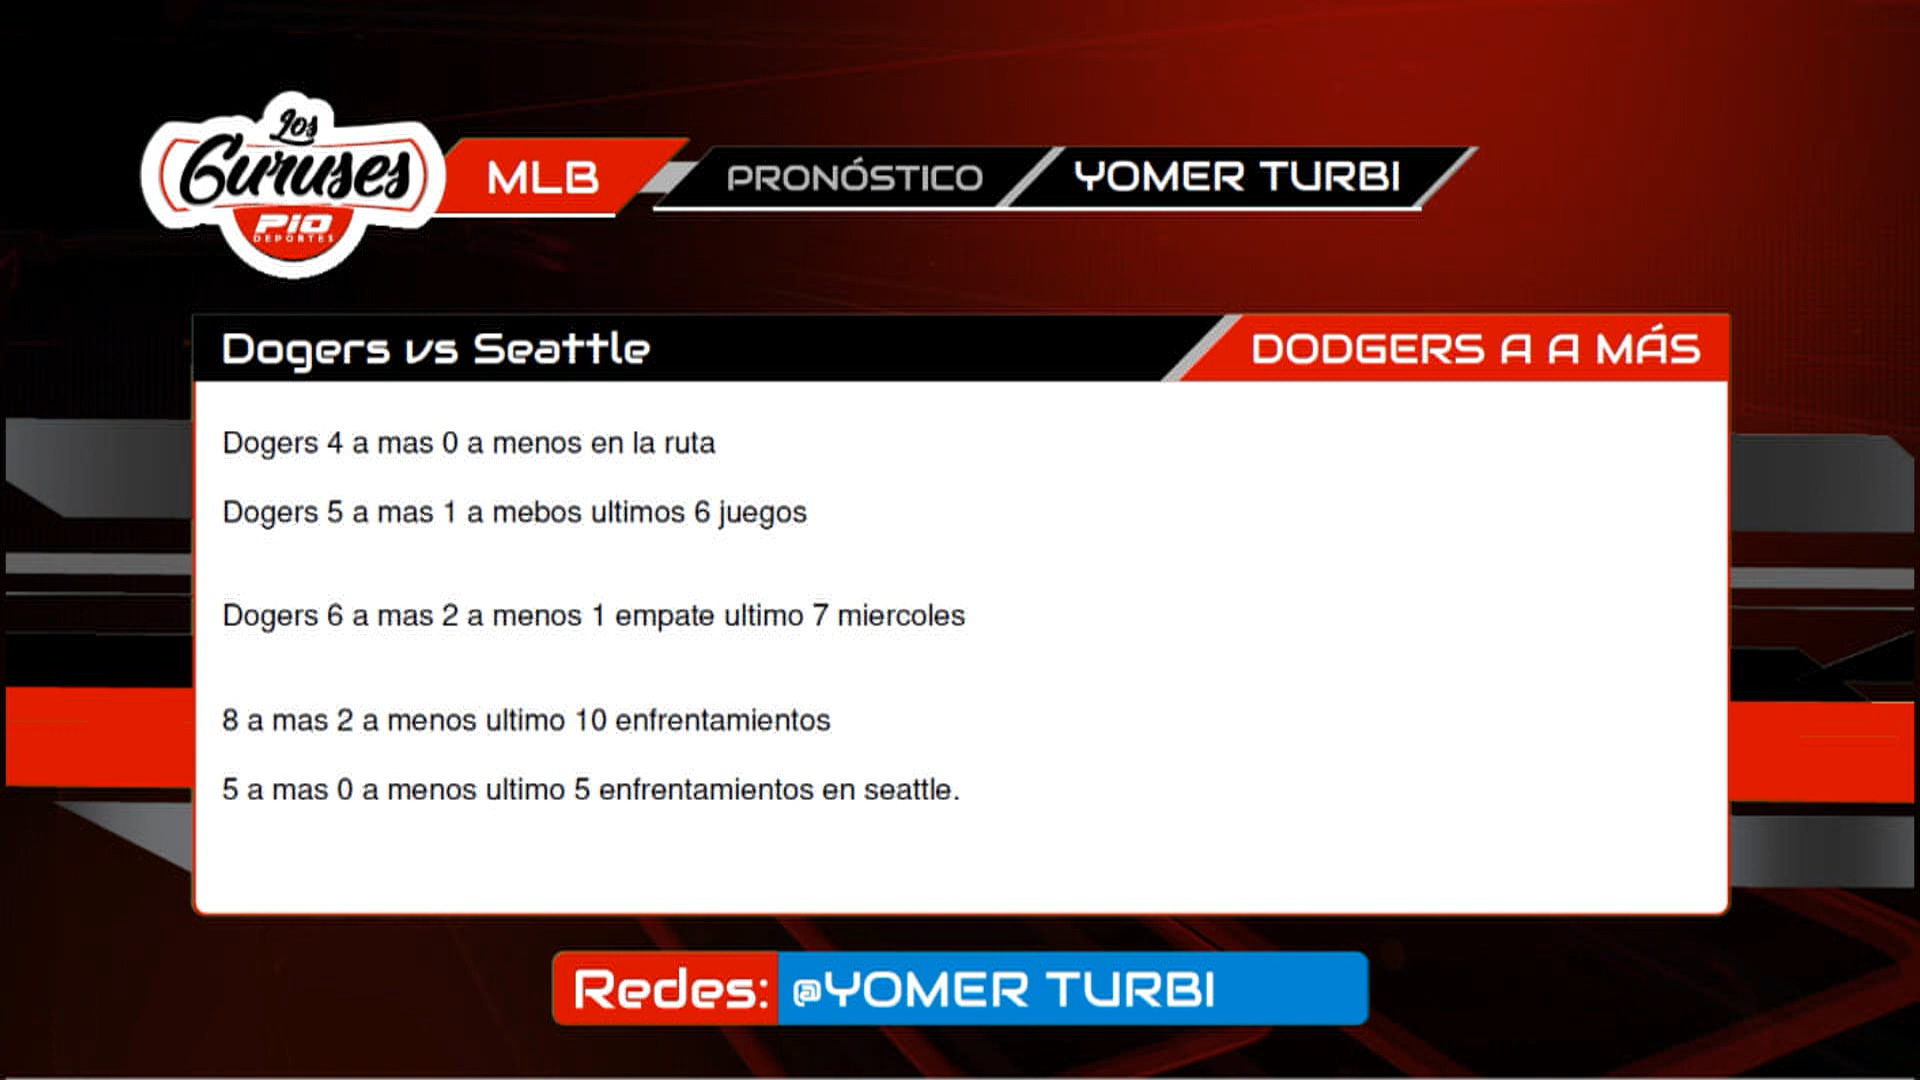 Los
Guruses
PIO
DEPORTES
MLB
PRONÓSTICO
YOMER TURBI
Dogers vs Seattle
DODGERS A A MÁS
Dogers 4 a mas 0 a menos en la ruta
Dogers 5 a mas 1 a mebos ultimos 6 juegos
Dogers 6 a mas 2 a menos 1 empate ultimo 7 miercoles
8 a mas 2 a menos ultimo 10 enfrentamientos
5 a mas 0 a menos ultimo 5 enfrentamientos en seattle.
Redes: @YOMER TURBI